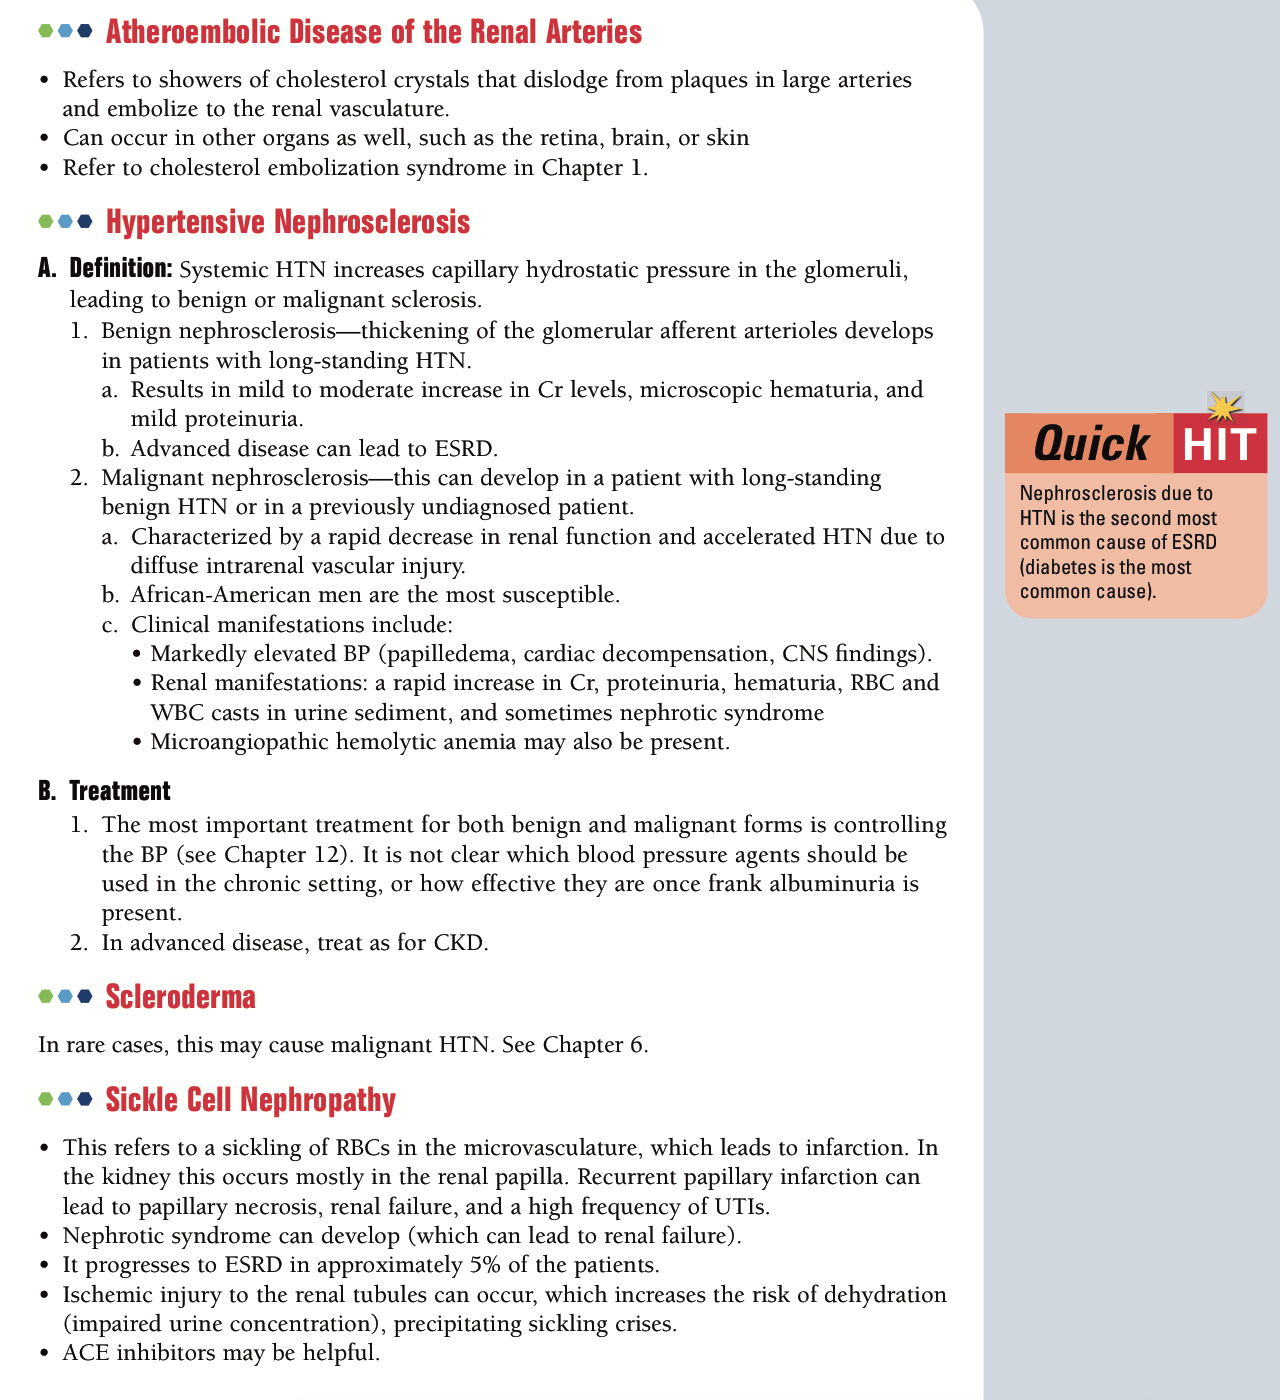 Atheroembolic Disease of the Renal Arteries
• Refers to showers of cholesterol crystals that dislodge from plaques in large arteries
and embolize to the renal vasculature.
• Can occur in other organs as well, such as the retina, brain, or skin
• Refer to cholesterol embolization syndrome in Chapter 1.
Hypertensive Nephrosclerosis
A. Definition: Systemic HTN increases capillary hydrostatic pressure in the glomeruli,
leading to benign or malignant sclerosis.
1. Benign nephrosclerosis—thickening of the glomerular afferent arterioles develops
in patients with long-standing HTN.
a. Results in mild to moderate increase in Cr levels, microscopic hematuria, and
mild proteinuria.
b. Advanced disease can lead to ESRD.
2. Malignant nephrosclerosis—this can develop in a patient with long-standing
benign HTN or in a previously undiagnosed patient.
a. Characterized by a rapid decrease in renal function and accelerated HTN due to
diffuse intrarenal vascular injury.
b. African-American men are the most susceptible.
c. Clinical manifestations include:
• Markedly elevated BP (papilledema, cardiac decompensation, CNS findings).
• Renal manifestations: a rapid increase in Cr, proteinuria, hematuria, RBC and
WBC casts in urine sediment, and sometimes nephrotic syndrome
• Microangiopathic hemolytic anemia may also be present.
B. Treatment
1. The most important treatment for both benign and malignant forms is controlling
the BP (see Chapter 12). It is not clear which blood pressure agents should be
used in the chronic setting, or how effective they are once frank albuminuria is
present.
2. In advanced disease, treat as for CKD.
Scleroderma
In rare cases, this may cause malignant HTN. See Chapter 6.
Sickle Cell Nephropathy
• This refers to a sickling of RBCs in the microvasculature, which leads to infarction. In
the kidney this occurs mostly in the renal papilla. Recurrent papillary infarction can
lead to papillary necrosis, renal failure, and a high frequency of UTIs.
• Nephrotic syndrome can develop (which can lead to renal failure).
• It progresses to ESRD in approximately 5% of the patients.
• Ischemic injury to the renal tubules can occur, which increases the risk of dehydration
(impaired urine concentration), precipitating sickling crises.
• ACE inhibitors may be helpful.
Quick HIT
Nephrosclerosis due to
HTN is the second most
common cause of ESRD
(diabetes is the most
common cause).